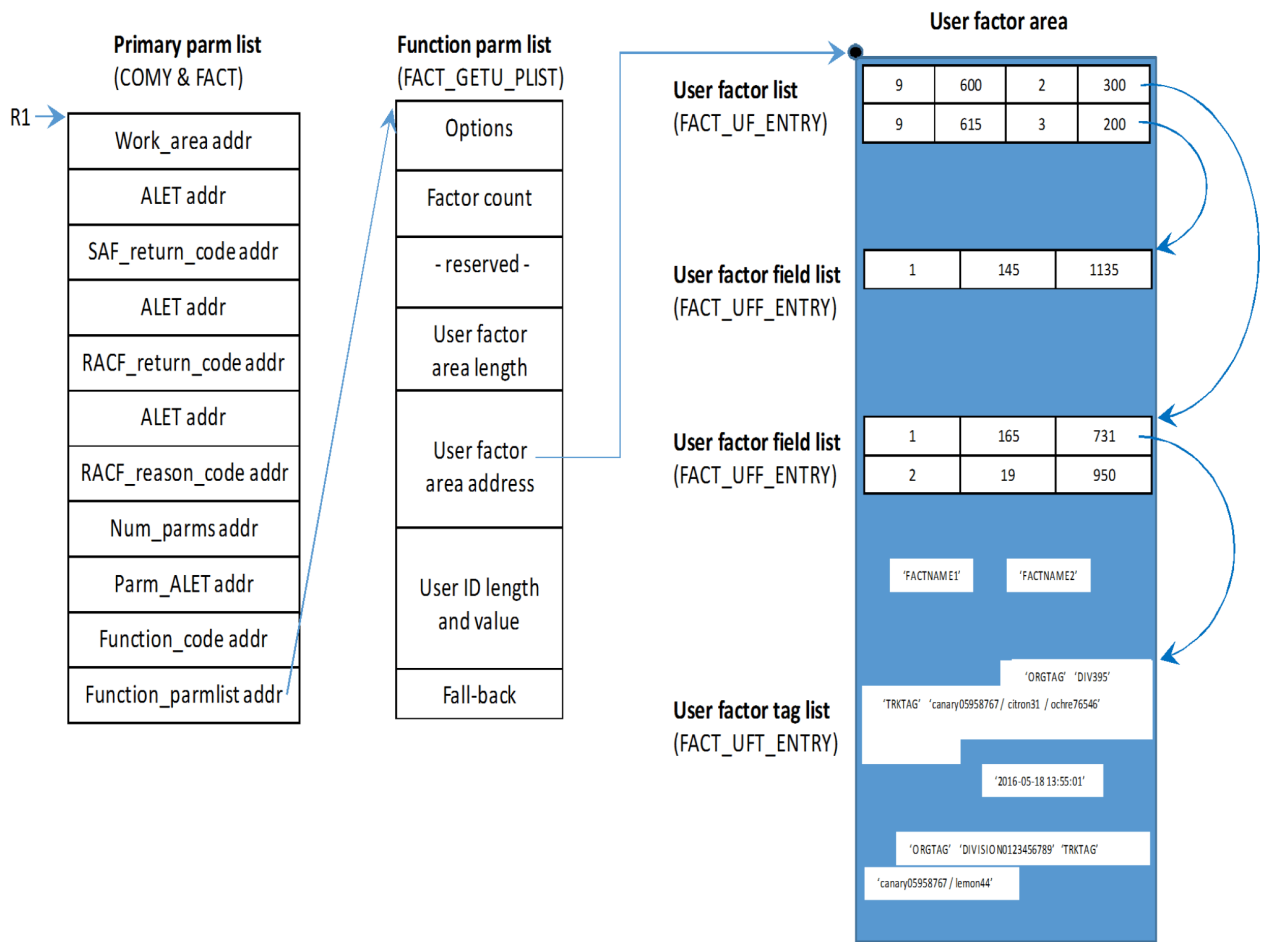 Primary parm list
(COMY & FACT)
R1
Work_area addr
ALET addr
SAF_return_code addr
ALET addr
RACF_return_code addr
ALET addr
RACF_reason_code addr
Num_parms addr
Parm_ALET addr
Function_code addr
Function_parmlist addr
Function parm list
(FACT_GETU_PLIST)
Options
Factor count
- reserved -
User factor
area length
User factor
area address
User ID length
and value
Fall-back
User factor area
User factor list
(FACT_UF_ENTRY)
9 600 2 300
9 615 3 200
User factor field list
(FACT_UFF_ENTRY)
1 145 1135
User factor field list
(FACT_UFF_ENTRY)
1 165 731
2 19 950
'FACTNAME1' 'FACTNAME2'
User factor tag list
(FACT_UFT_ENTRY)
'ORGTAG' 'DIV395'
'TRKTAG' 'canary05958767 / citron31 / ochre76546'
'2016-05-18 13:55:01'
'ORGTAG' 'DIVISION0123456789' 'TRKTAG'
'canary05958767 / lemon44'